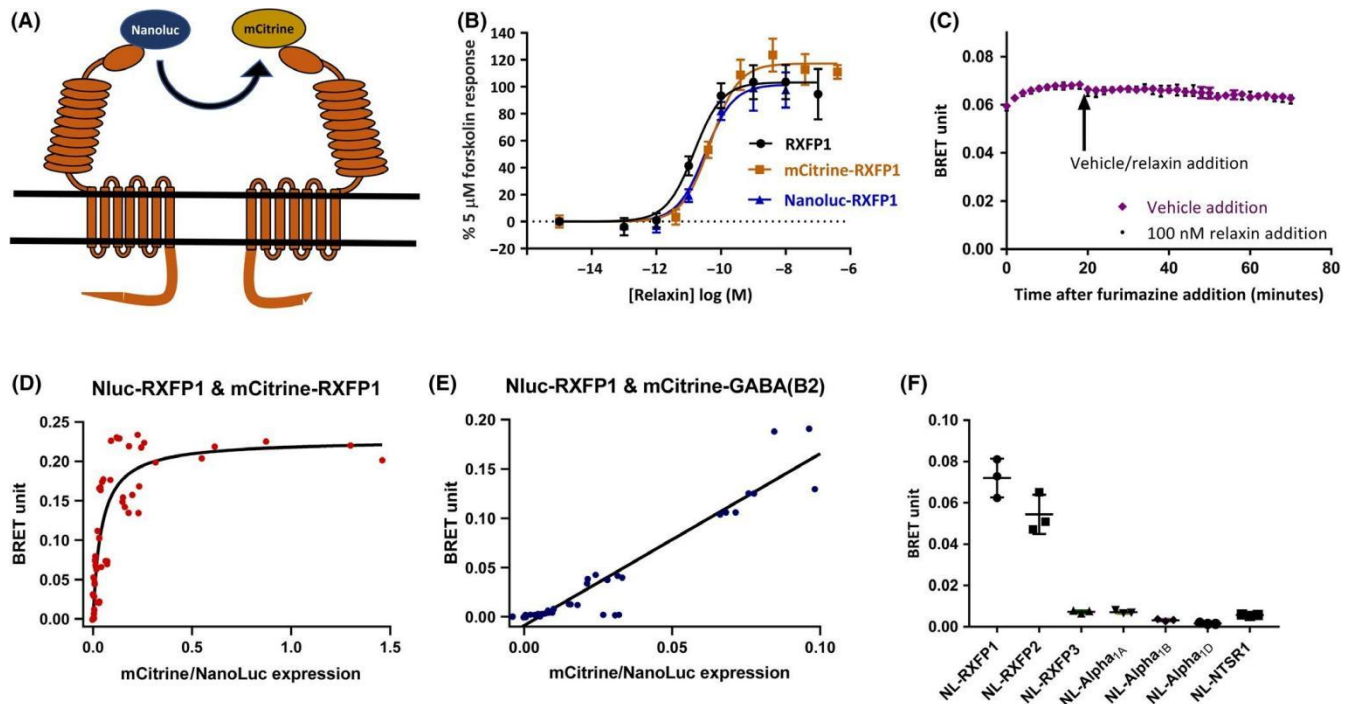 (A)
Nanoluc
mCitrine
(B)
% 5 µM forskolin response
140
120
100
80
60
40
20
0
−20
−14
−12
−10
−8
−6
[Relaxin] log (M)
RXFP1
mCitrine-RXFP1
Nanoluc-RXFP1
(C)
BRET unit
0.08
0.06
0.04
0.02
0.00
0
20
40
60
80
Vehicle/relaxin addition
Vehicle addition
100 nM relaxin addition
Time after furimazine addition (minutes)
(D)
Nluc-RXFP1 & mCitrine-RXFP1
BRET unit
0.25
0.20
0.15
0.10
0.05
0.00
0.0
0.5
1.0
1.5
mCitrine/NanoLuc expression
(E)
Nluc-RXFP1 & mCitrine-GABA(B2)
BRET unit
0.20
0.15
0.10
0.05
0.00
0.00
0.05
0.10
mCitrine/NanoLuc expression
(F)
BRET unit
0.10
0.08
0.06
0.04
0.02
0.00
NL-RXFP1
NL-RXFP2
NL-RXFP3
NL-Alpha1A
NL-Alpha1B
NL-Alpha1D
NL-NTSR1